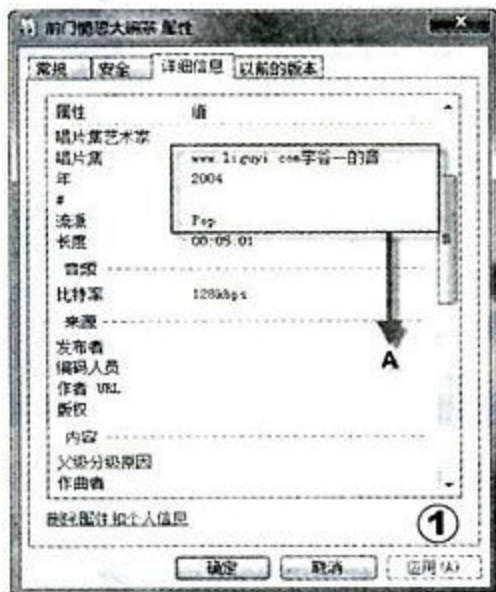 前门情思大碗茶 属性
常规 安全 详细信息 以前的版本
属性 值
唱片集艺术家
唱片集 www.liguyi.com李谷一的音
年 2004
#
流派 Pop
长度 00:05:01
音频
比特率 128kbps
来源
发布者
编码人员
作者 URL
版权
内容
父级分级原因
作曲者
A
删除属性和个人信息
①
确定 取消 应用(A)